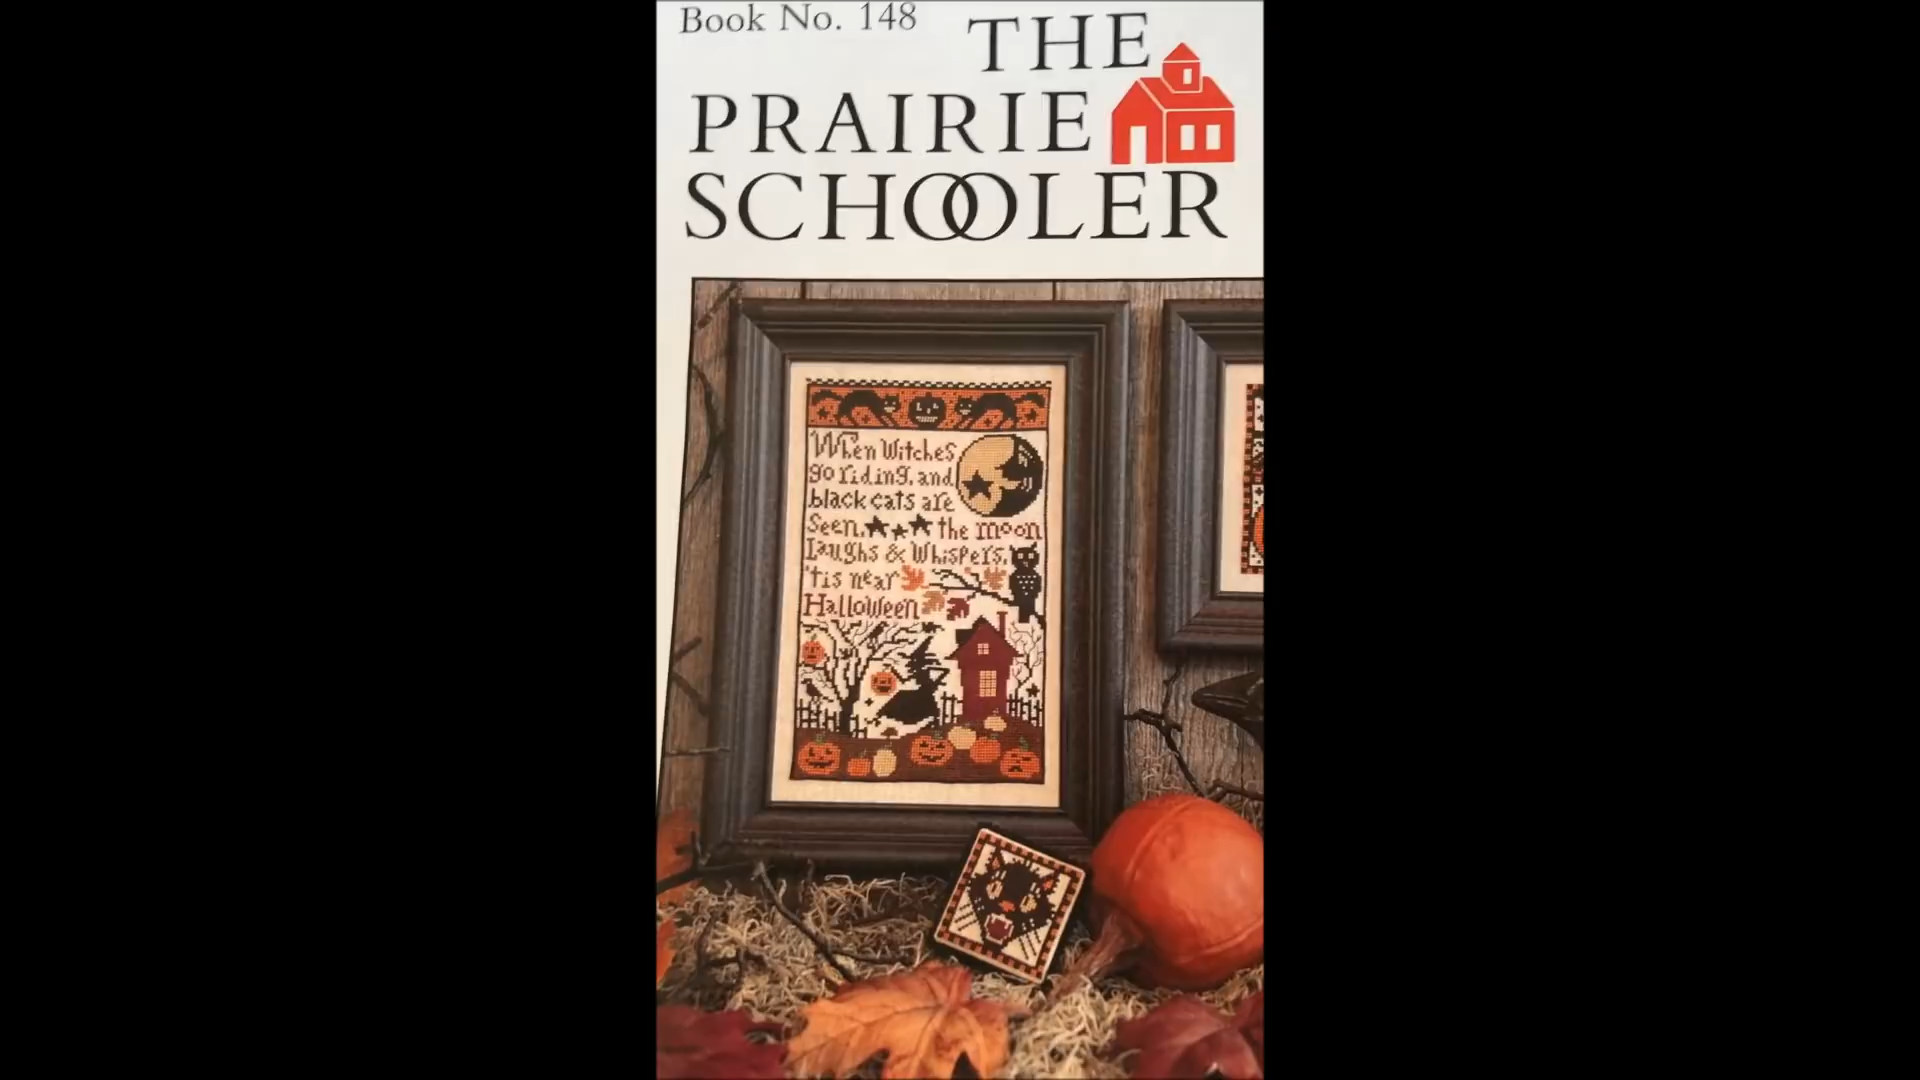 Book No. 148
THE
PRAIRIE
SCHOOLER
When Witches
go riding, and
black cats are
Seen, the moon
laughs & Whispers,
'tis near
Halloween